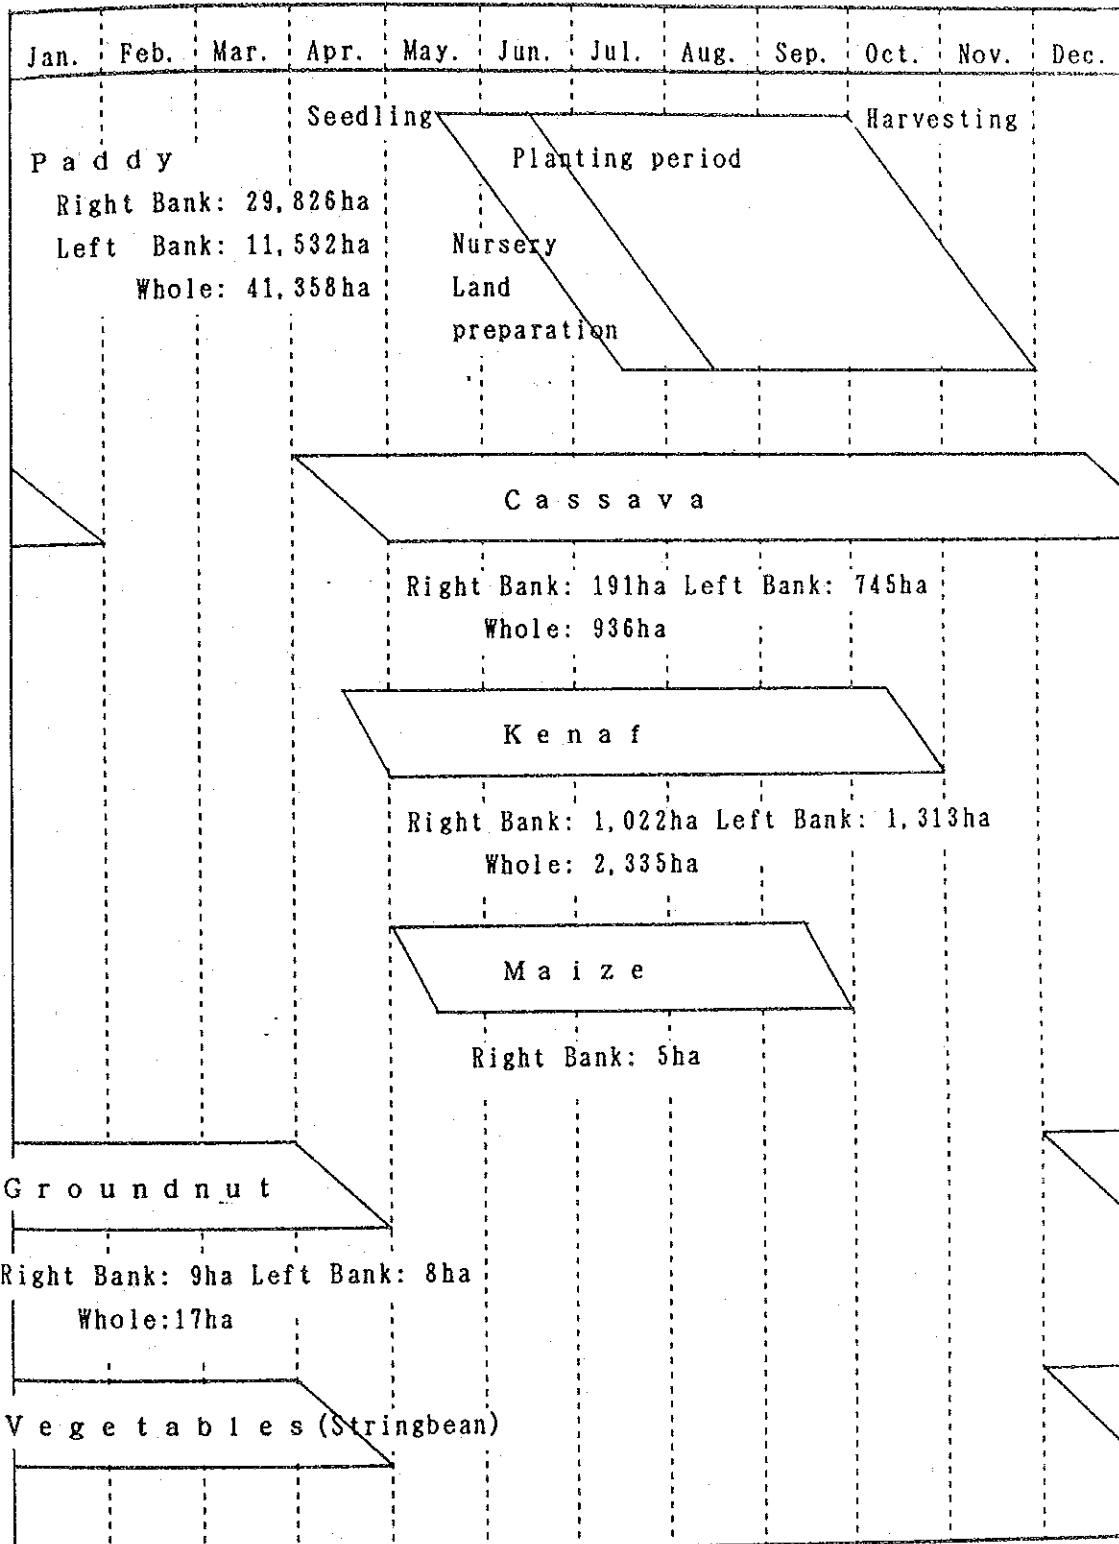 Jan. Feb. Mar. Apr. May. Jun. Jul. Aug. Sep. Oct. Nov. Dec.
Seedling Harvesting
Paddy Planting period
Right Bank: 29,826ha
Left Bank: 11,532ha Nursery
Whole: 41,358ha Land
preparation
Cassava
Right Bank: 191ha Left Bank: 745ha
Whole: 936ha
Kenaf
Right Bank: 1,022ha Left Bank: 1,313ha
Whole: 2,335ha
Maize
Right Bank: 5ha
Groundnut
Right Bank: 9ha Left Bank: 8ha
Whole:17ha
Vegetables (Stringbean)